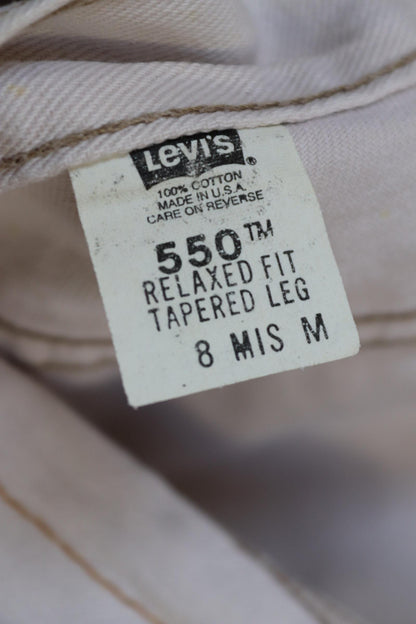 Levi's®
100% COTTON
MADE IN U.S.A.
CARE ON REVERSE
550™
RELAXED FIT
TAPERED LEG
8 MIS M